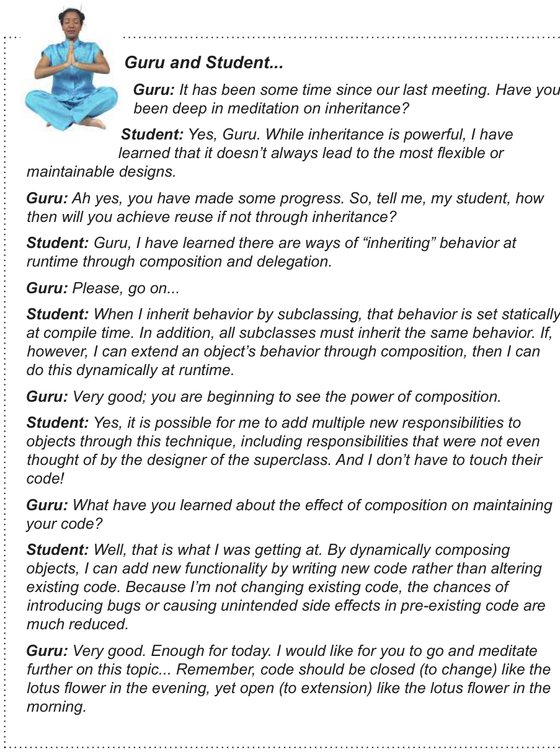 Guru and Student...
Guru: It has been some time since our last meeting. Have you
been deep in meditation on inheritance?
Student: Yes, Guru. While inheritance is powerful, I have
learned that it doesn’t always lead to the most flexible or
maintainable designs.
Guru: Ah yes, you have made some progress. So, tell me, my student, how
then will you achieve reuse if not through inheritance?
Student: Guru, I have learned there are ways of “inheriting” behavior at
runtime through composition and delegation.
Guru: Please, go on...
Student: When I inherit behavior by subclassing, that behavior is set statically
at compile time. In addition, all subclasses must inherit the same behavior. If,
however, I can extend an object’s behavior through composition, then I can
do this dynamically at runtime.
Guru: Very good; you are beginning to see the power of composition.
Student: Yes, it is possible for me to add multiple new responsibilities to
objects through this technique, including responsibilities that were not even
thought of by the designer of the superclass. And I don’t have to touch their
code!
Guru: What have you learned about the effect of composition on maintaining
your code?
Student: Well, that is what I was getting at. By dynamically composing
objects, I can add new functionality by writing new code rather than altering
existing code. Because I’m not changing existing code, the chances of
introducing bugs or causing unintended side effects in pre-existing code are
much reduced.
Guru: Very good. Enough for today. I would like for you to go and meditate
further on this topic... Remember, code should be closed (to change) like the
lotus flower in the evening, yet open (to extension) like the lotus flower in the
morning.